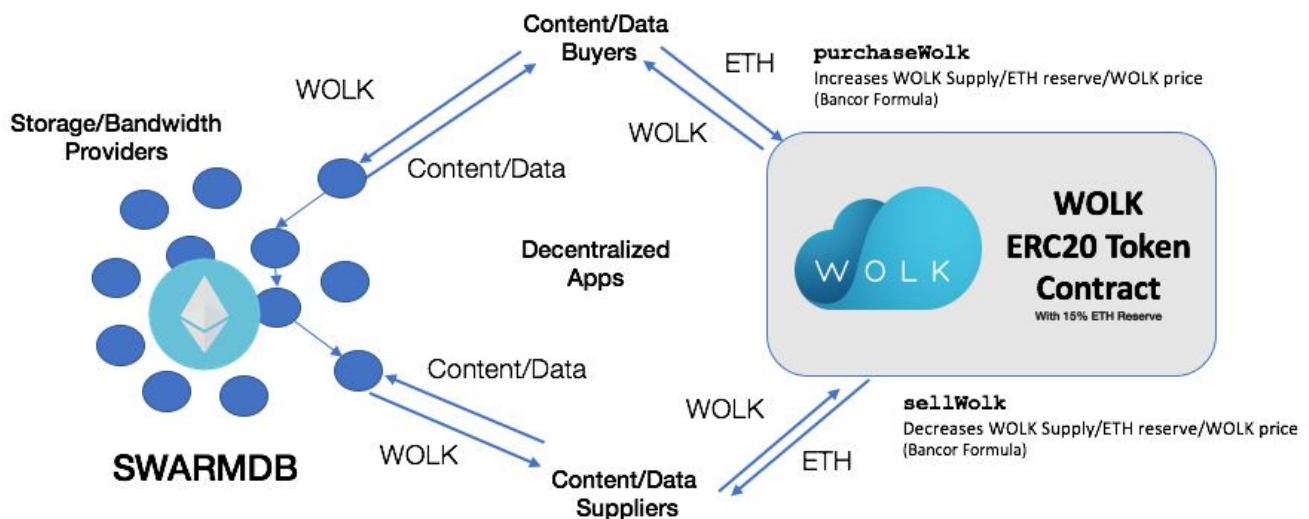 Content/Data
Buyers
WOLK
ETH
purchaseWolk
Increases WOLK Supply/ETH reserve/WOLK price
(Bancor Formula)
Storage/Bandwidth
Providers
WOLK
Content/Data
Decentralized
Apps
WOLK
WOLK
ERC20 Token
Contract
With 15% ETH Reserve
Content/Data
WOLK
sellWolk
Decreases WOLK Supply/ETH reserve/WOLK price
(Bancor Formula)
WOLK
ETH
SWARMDB
Content/Data
Suppliers